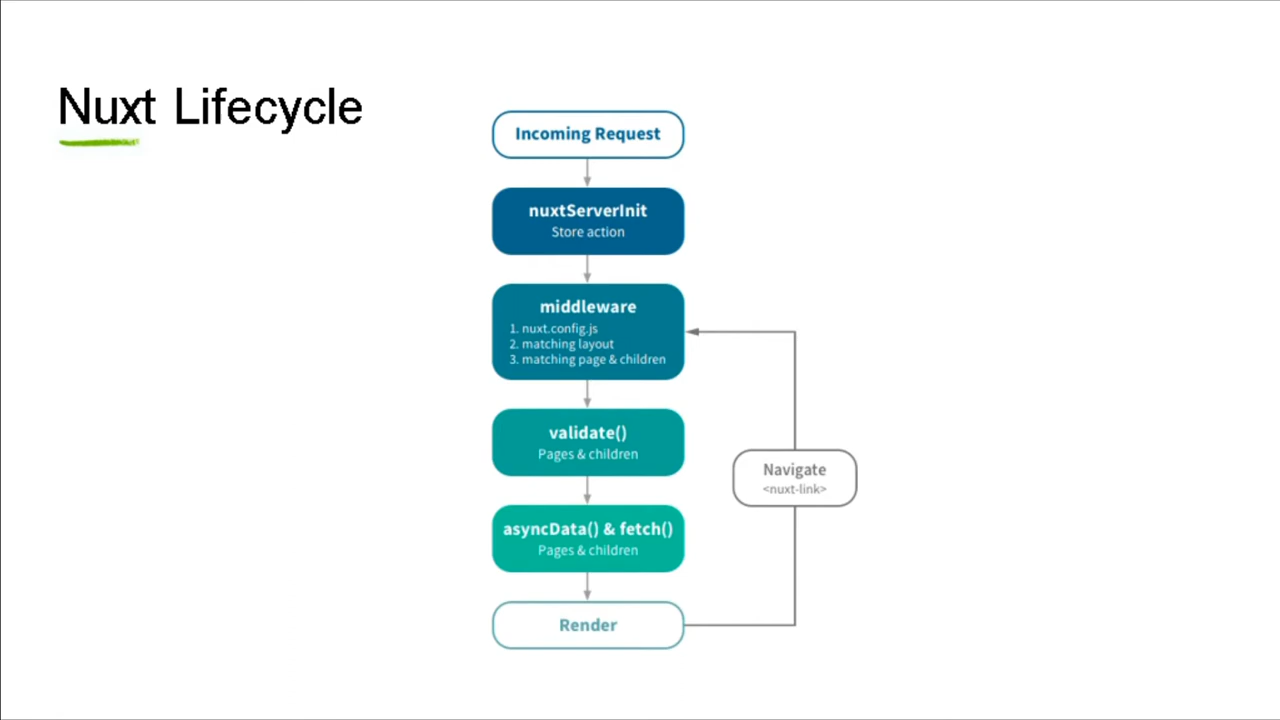 Nuxt Lifecycle
Incoming Request
nuxtServerInit
Store action
middleware
1. nuxt.config.js
2. matching layout
3. matching page & children
validate()
Pages & children
Navigate
<nuxt-link>
asyncData() & fetch()
Pages & children
Render